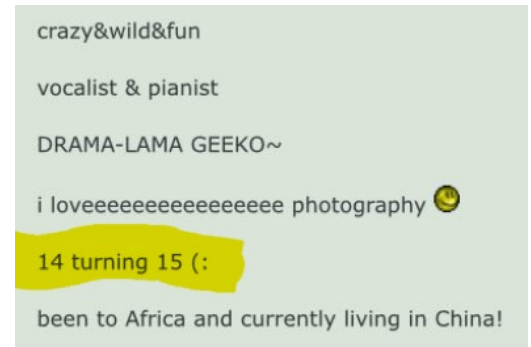 crazy&wild&fun
vocalist & pianist
DRAMA-LAMA GEEKO~
i loveeeeeeeeeeeeeeee photography
14 turning 15 (:
been to Africa and currently living in China!